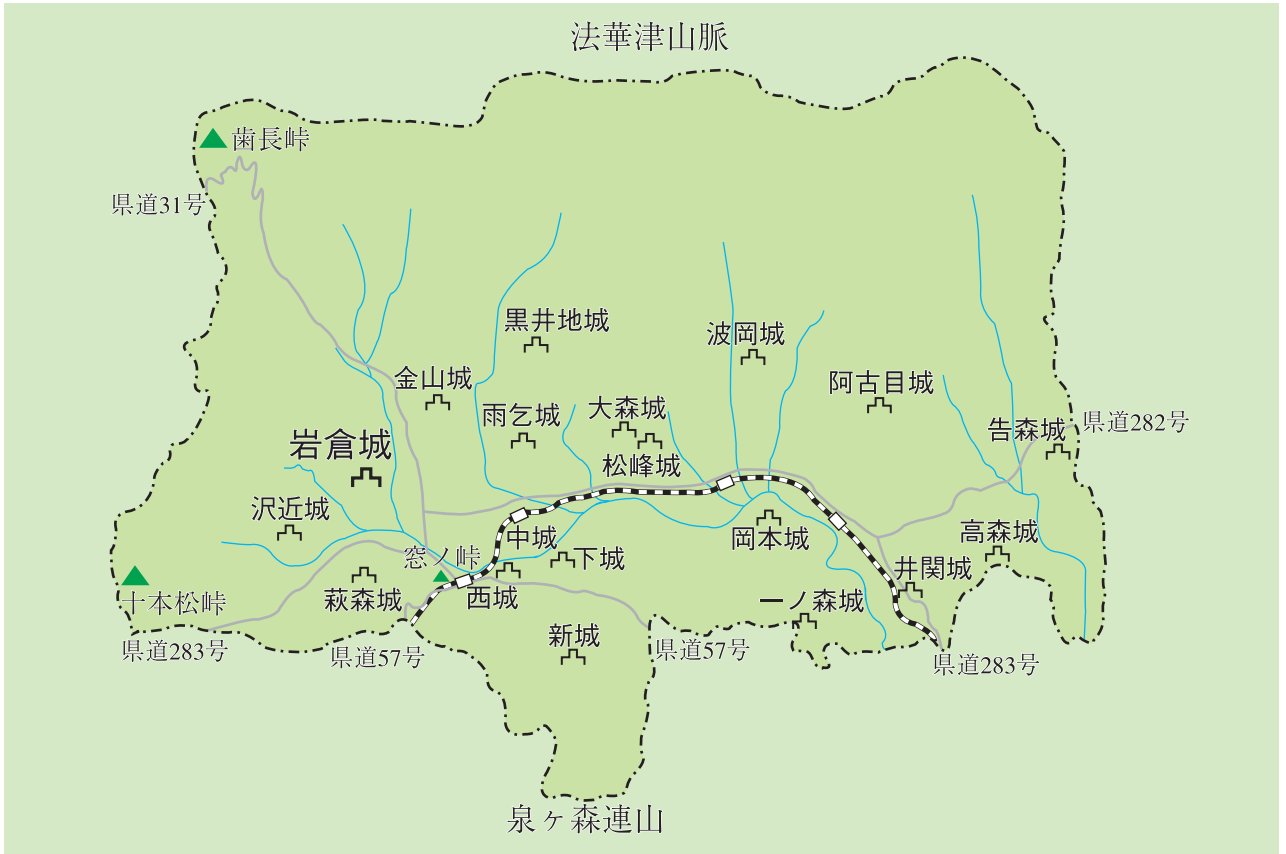 法華津山脈
歯長峠
県道31号
黒井地城
波岡城
金山城
阿古目城
雨乞城
大森城
告森城
県道282号
岩倉城
松峰城
沢近城
中城
岡本城
高森城
窓ノ峠
下城
井関城
十本松峠
萩森城
西城
一ノ森城
新城
県道283号
県道57号
県道57号
県道283号
泉ヶ森連山